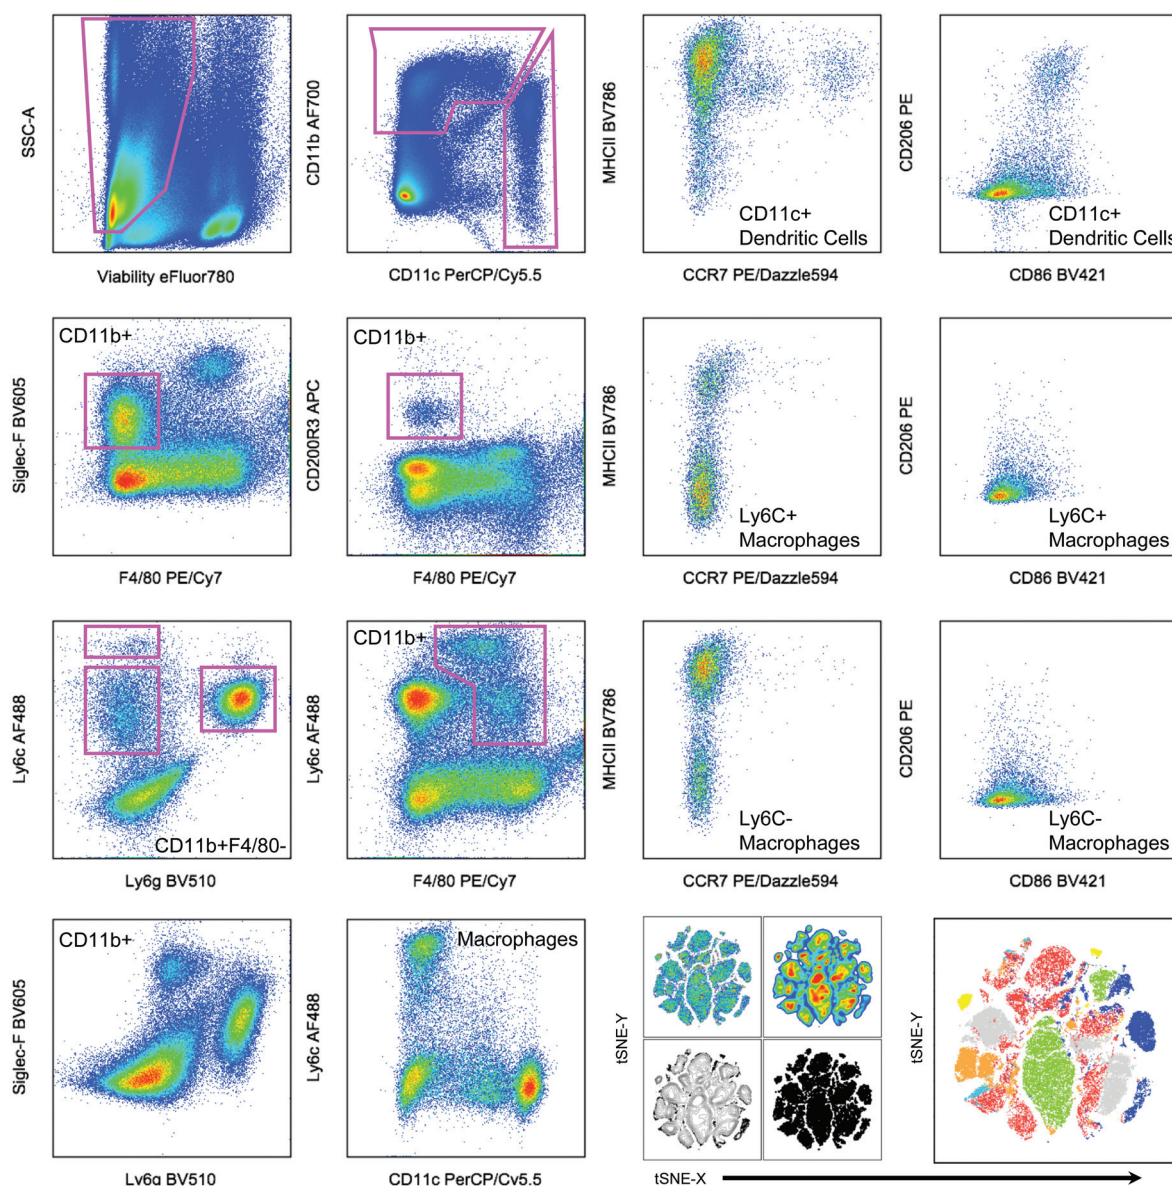 SSC-A
Viability eFluor780
CD11b AF700
CD11c PerCP/Cy5.5
MHCII BV786
CD11c+
Dendritic Cells
CCR7 PE/Dazzle594
CD206 PE
CD11c+
Dendritic Cells
CD86 BV421
Siglec-F BV605
CD11b+
F4/80 PE/Cy7
CD200R3 APC
CD11b+
F4/80 PE/Cy7
MHCII BV786
Ly6C+
Macrophages
CCR7 PE/Dazzle594
CD206 PE
Ly6C+
Macrophages
CD86 BV421
Ly6c AF488
CD11b+F4/80-
Ly6g BV510
Ly6c AF488
CD11b+
F4/80 PE/Cy7
MHCII BV786
Ly6C-
Macrophages
CCR7 PE/Dazzle594
CD206 PE
Ly6C-
Macrophages
CD86 BV421
Siglec-F BV605
CD11b+
Ly6g BV510
Ly6c AF488
Macrophages
CD11c PerCP/Cy5.5
tSNE-Y
tSNE-X
tSNE-Y